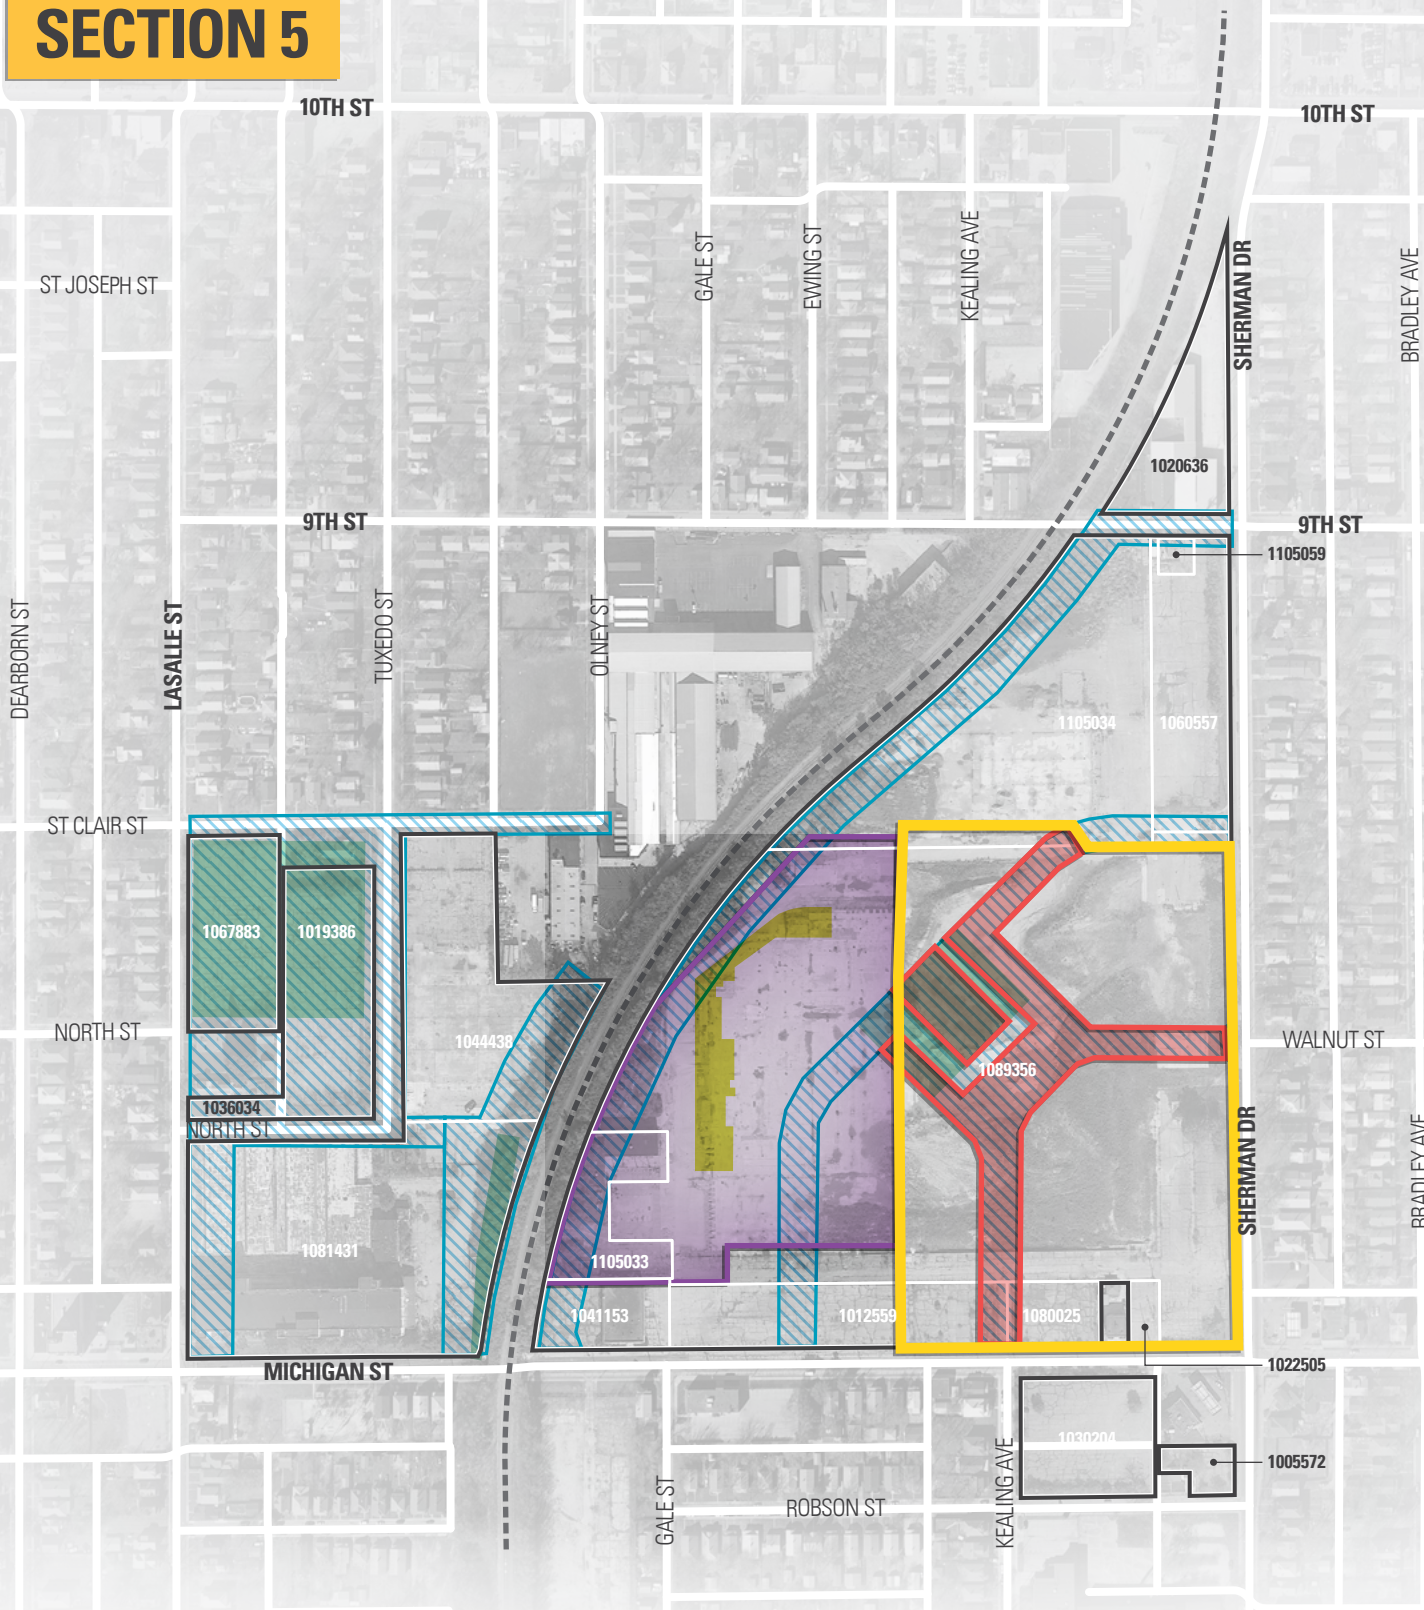 SECTION 5
10TH ST
10TH ST
ST JOSEPH ST
GALE ST
EWING ST
KEALING AVE
SHERMAN DR
BRADLEY AVE
1020636
9TH ST
9TH ST
1105059
DEARBORN ST
LASALLE ST
TUXEDO ST
OLNEY ST
1105034
1060557
ST CLAIR ST
1067883
1019386
NORTH ST
1044438
WALNUT ST
1089356
1036034
NORTH ST
SHERMAN DR
BRADLEY AVE
1081431
1105033
1041153
1012559
1080025
MICHIGAN ST
1022505
1030204
1005572
GALE ST
ROBSON ST
KEALING AVE